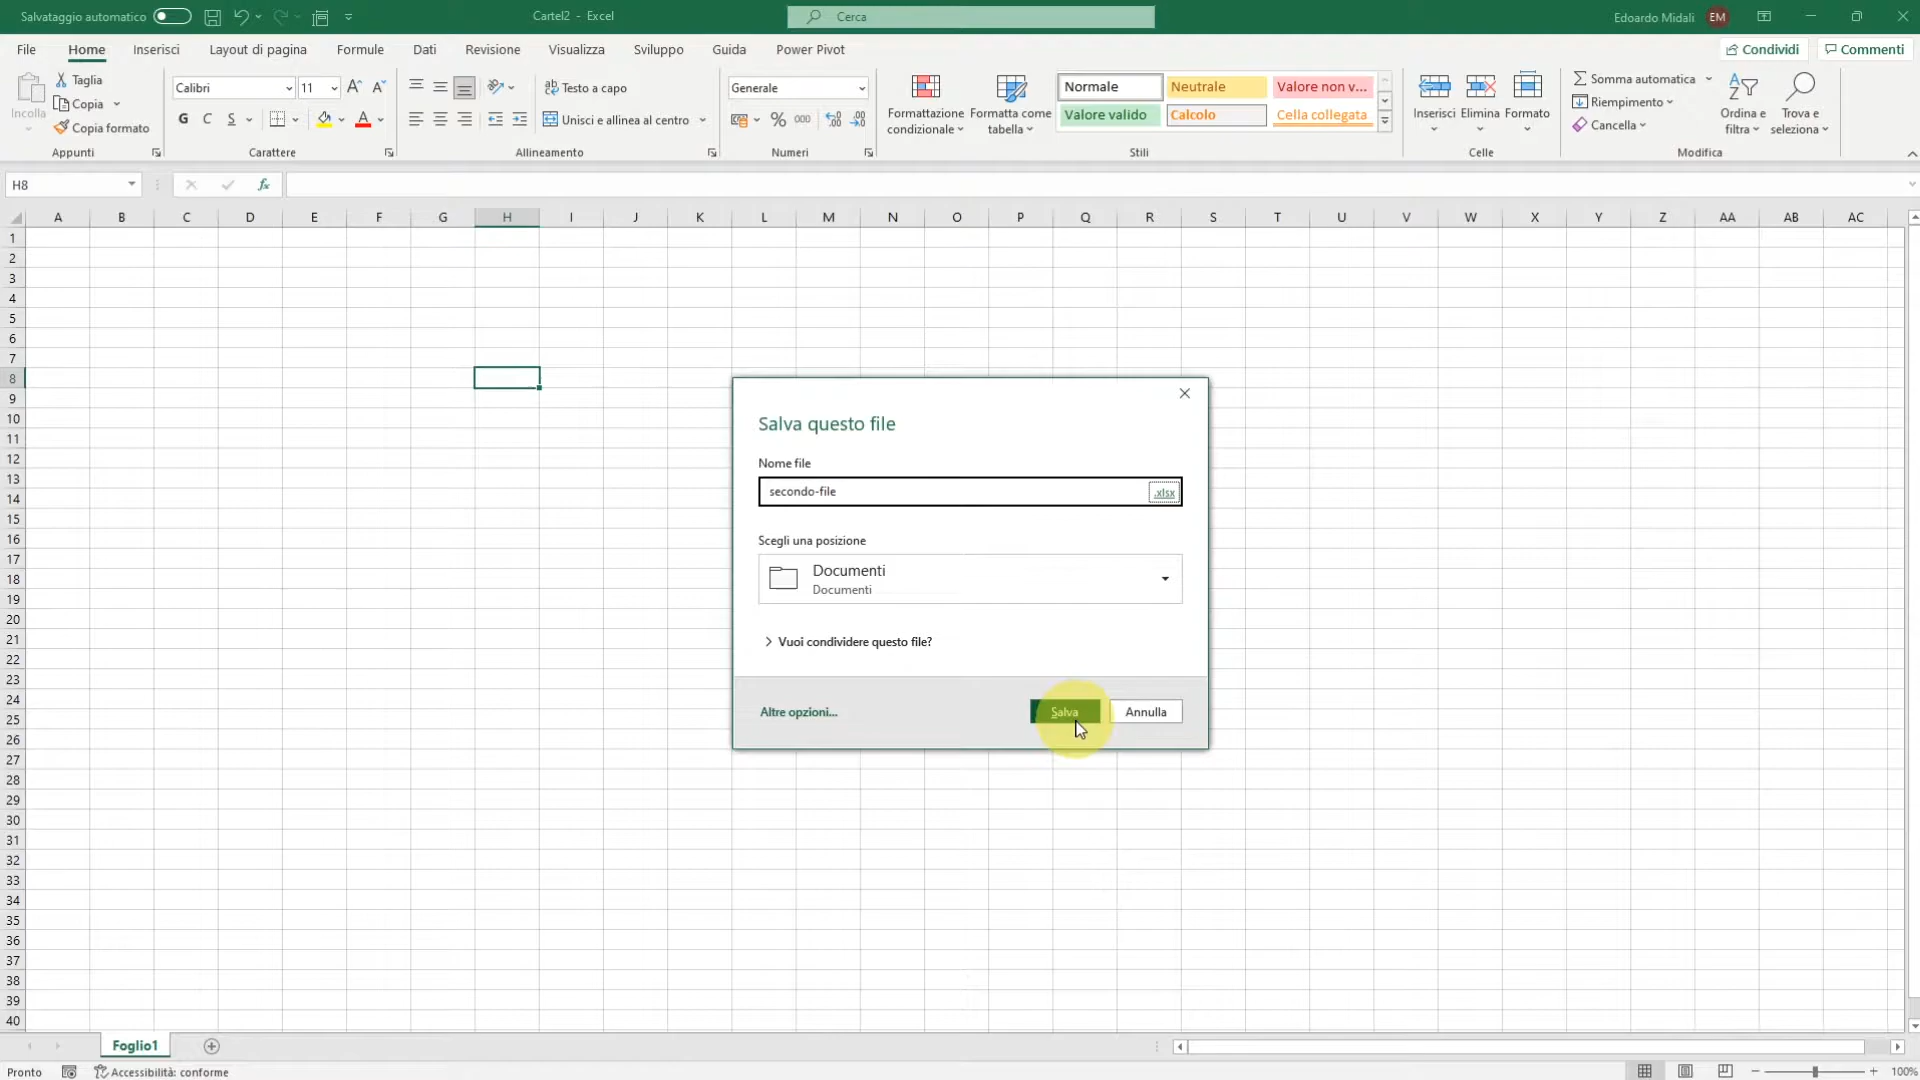 Salvataggio automatico
Cartel2 - Excel
Cerca
Edoardo Midali
EM
File Home Inserisci Layout di pagina Formule Dati Revisione Visualizza Sviluppo Guida Power Pivot
Condividi Commenti
Incolla
Taglia
Copia
Copia formato
Appunti
Calibri 11
G C S
Carattere
Testo a capo
Unisci e allinea al centro
Allineamento
Generale
% 000
Numeri
Formattazione condizionale
Formatta come tabella
Normale Neutrale Valore non v...
Valore valido Calcolo Cella collegata
Stili
Inserisci Elimina Formato
Celle
Somma automatica
Riempimento
Cancella
Ordina e filtra
Trova e seleziona
Modifica
H8
fx
A B C D E F G H I J K L M N O P Q R S T U V W X Y Z AA AB AC
1
2
3
4
5
6
7
8
9
10
11
12
13
14
15
16
17
18
19
20
21
22
23
24
25
26
27
28
29
30
31
32
33
34
35
36
37
38
39
40
Salva questo file
Nome file
secondo-file .xlsx
Scegli una posizione
Documenti
Documenti
Vuoi condividere questo file?
Altre opzioni...
Salva Annulla
Foglio1
Pronto
Accessibilità: conforme
100%